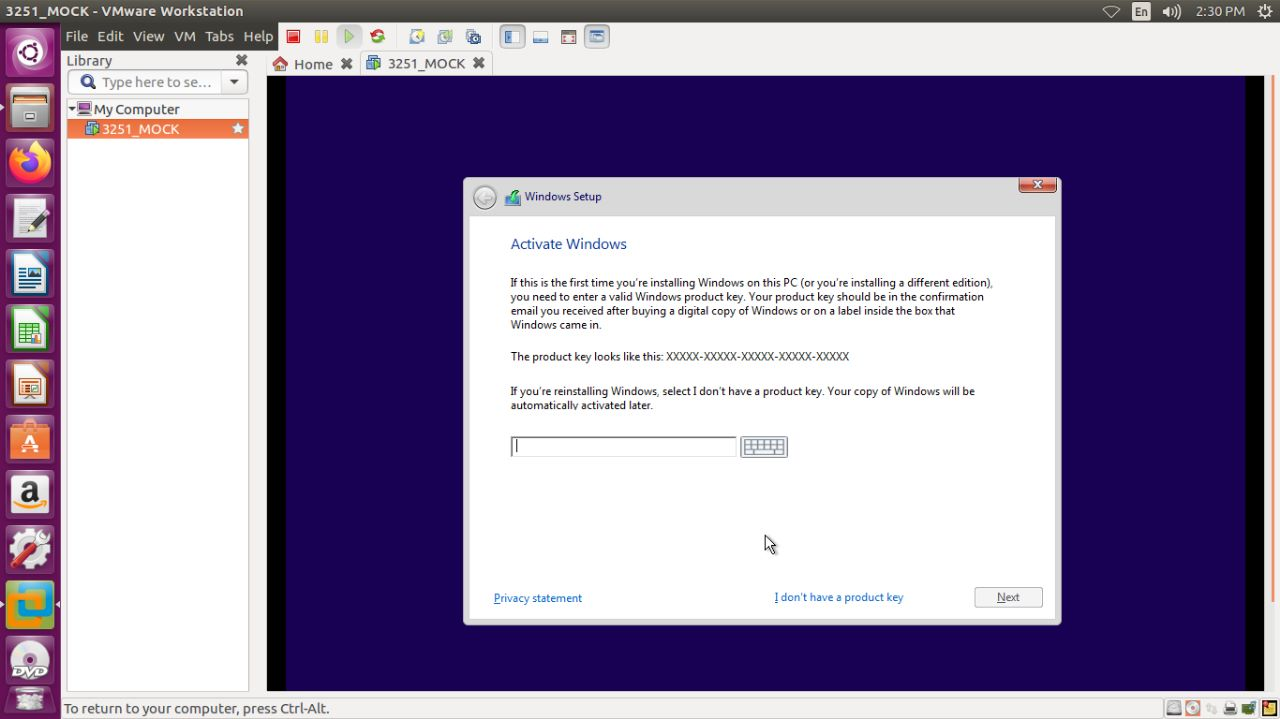 3251_MOCK - VMware Workstation
En
2:30 PM
File Edit View VM Tabs Help
Library
Home
3251_MOCK
Type here to se...
My Computer
3251_MOCK
Windows Setup
Activate Windows
If this is the first time you're installing Windows on this PC (or you're installing a different edition),
you need to enter a valid Windows product key. Your product key should be in the confirmation
email you received after buying a digital copy of Windows or on a label inside the box that
Windows came in.
The product key looks like this: XXXXX-XXXXX-XXXXX-XXXXX-XXXXX
If you're reinstalling Windows, select I don't have a product key. Your copy of Windows will be
automatically activated later.
Privacy statement
I don't have a product key
Next
A
a
DVD
To return to your computer, press Ctrl-Alt.